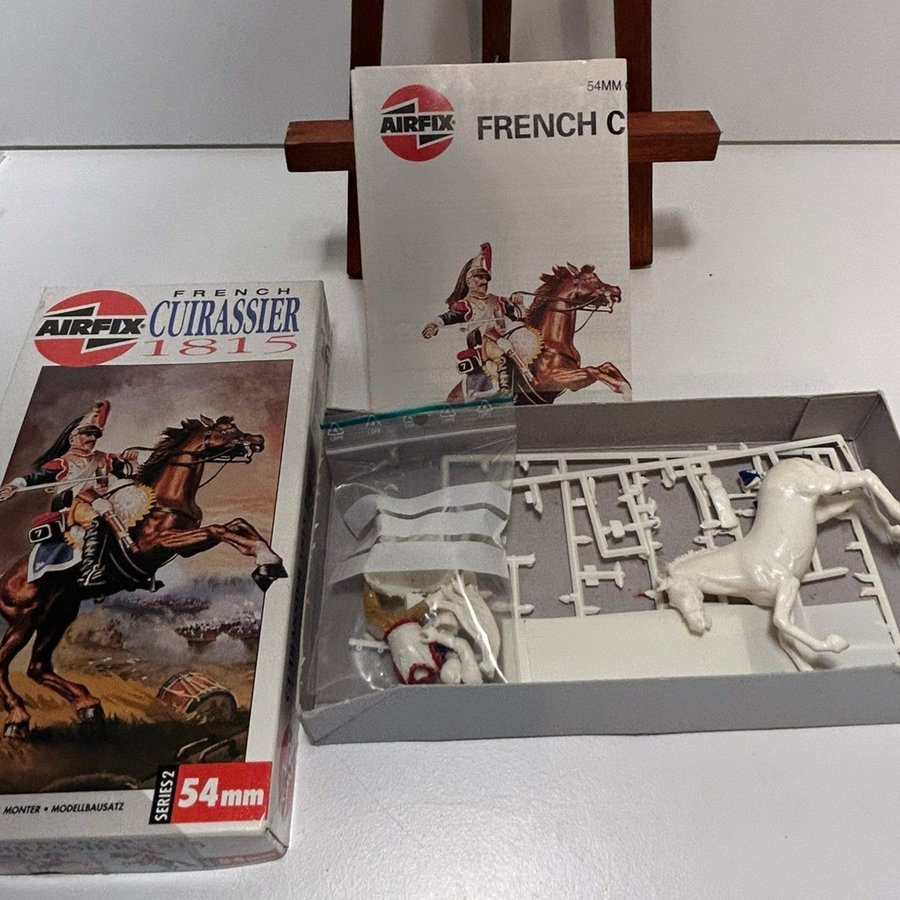 54MM
AIRFIX
FRENCH C
FRENCH
AIRFIX
CUIRASSIER
1815
7
7
SERIES 2
54mm
MONTER • MODELLBAUSATZ